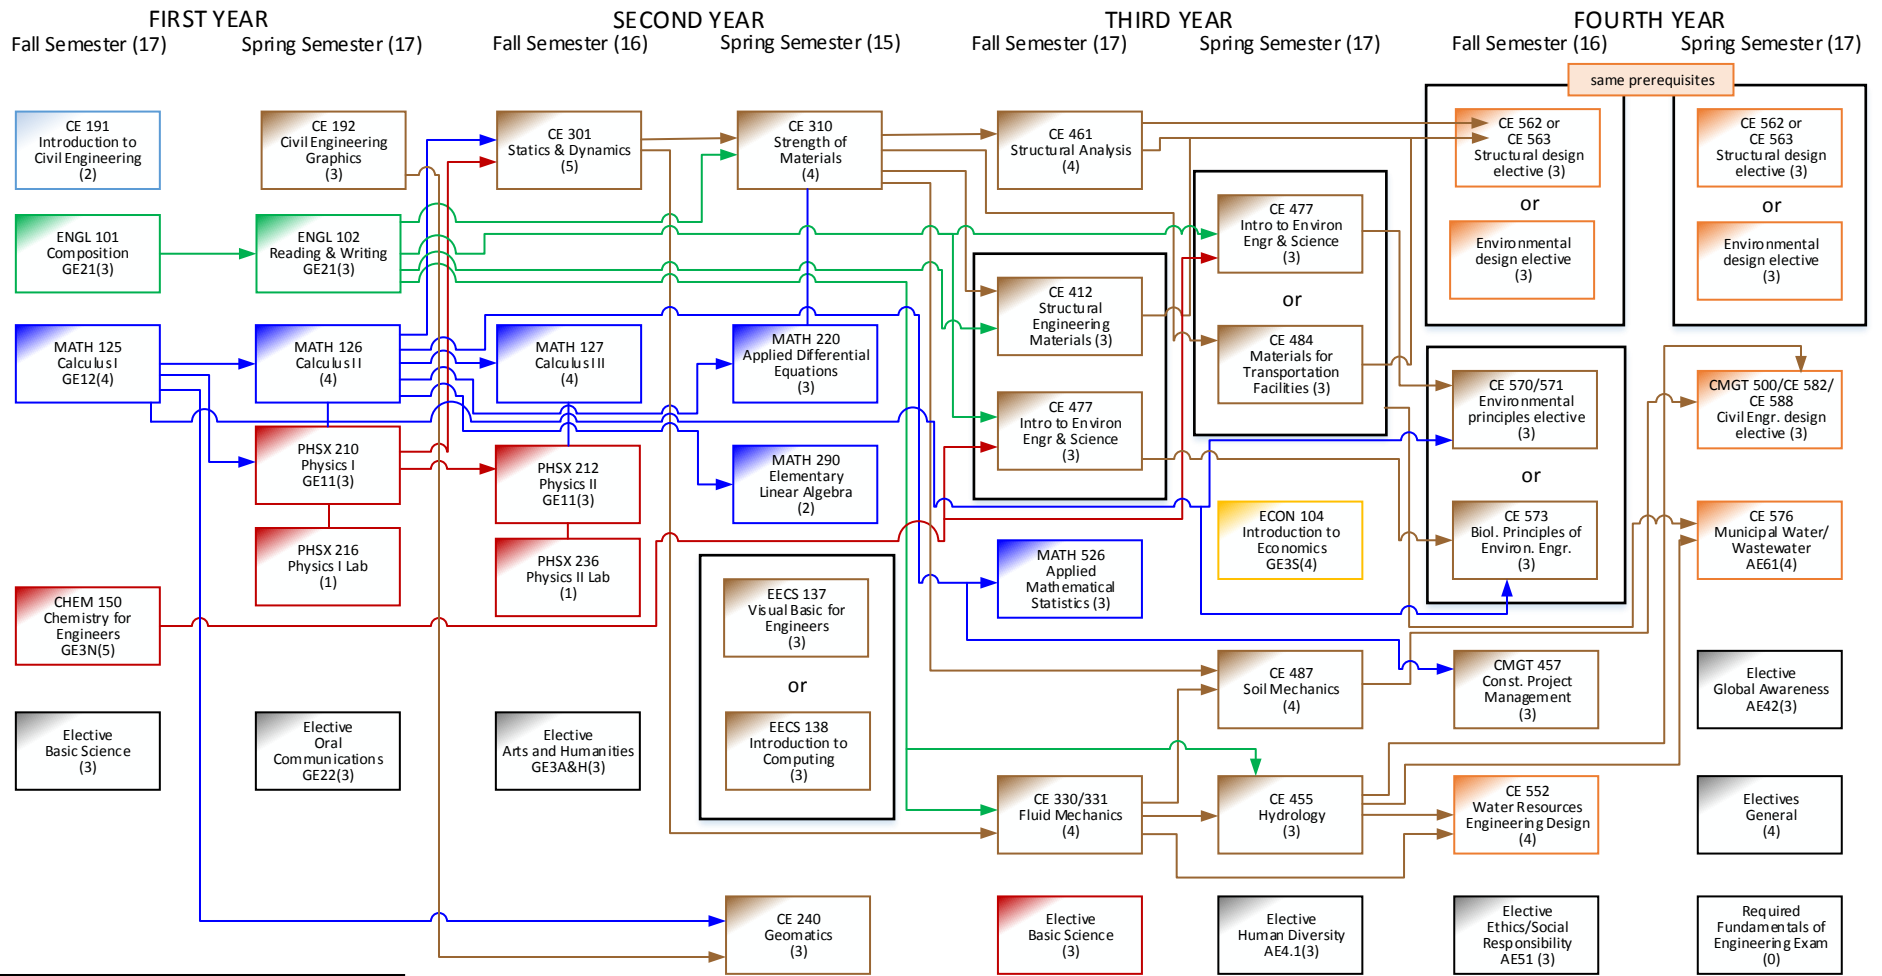 FIRST YEAR
SECOND YEAR
THIRD YEAR
FOURTH YEAR
Fall Semester (17)
Spring Semester (17)
Fall Semester (16)
Spring Semester (15)
Fall Semester (17)
Spring Semester (17)
Fall Semester (16)
Spring Semester (17)
same prerequisites
CE 191
Introduction to
Civil Engineering
(2)
ENGL 101
Composition
GE21(3)
MATH 125
Calculus I
GE12(4)
CHEM 150
Chemistry for
Engineers
GE3N(5)
Elective
Basic Science
(3)
CE 192
Civil Engineering
Graphics
(3)
ENGL 102
Reading & Writing
GE21(3)
MATH 126
Calculus II
(4)
PHSX 210
Physics I
GE11(3)
PHSX 216
Physics I Lab
(1)
Elective
Oral
Communications
GE22(3)
CE 301
Statics & Dynamics
(5)
MATH 127
Calculus III
(4)
PHSX 212
Physics II
GE11(3)
PHSX 236
Physics II Lab
(1)
Elective
Arts and Humanities
GE3A&H(3)
CE 310
Strength of
Materials
(4)
MATH 220
Applied Differential
Equations
(3)
MATH 290
Elementary
Linear Algebra
(2)
EECS 137
Visual Basic for
Engineers
(3)
or
EECS 138
Introduction to
Computing
(3)
CE 240
Geomatics
(3)
CE 461
Structural Analysis
(4)
CE 412
Structural
Engineering
Materials (3)
CE 477
Intro to Environ
Engr & Science
(3)
MATH 526
Applied
Mathematical
Statistics (3)
CE 330/331
Fluid Mechanics
(4)
Elective
Basic Science
(3)
CE 477
Intro to Environ
Engr & Science
(3)
or
CE 484
Materials for
Transportation
Facilities (3)
ECON 104
Introduction to
Economics
GE3S(4)
CE 487
Soil Mechanics
(4)
CE 455
Hydrology
(3)
Elective
Human Diversity
AE4.1(3)
CE 562 or
CE 563
Structural design
elective (3)
or
Environmental
design elective
(3)
CE 570/571
Environmental
principles elective
(3)
or
CE 573
Biol. Principles of
Environ. Engr.
(3)
CMGT 457
Const. Project
Management
(3)
CE 552
Water Resources
Engineering Design
(4)
Elective
Ethics/Social
Responsibility
AE51 (3)
CE 562 or
CE 563
Structural design
elective (3)
or
Environmental
design elective
(3)
CMGT 500/CE 582/
CE 588
Civil Engr. design
elective (3)
CE 576
Municipal Water/
Wastewater
AE61(4)
Elective
Global Awareness
AE42(3)
Electives
General
(4)
Required
Fundamentals of
Engineering Exam
(0)